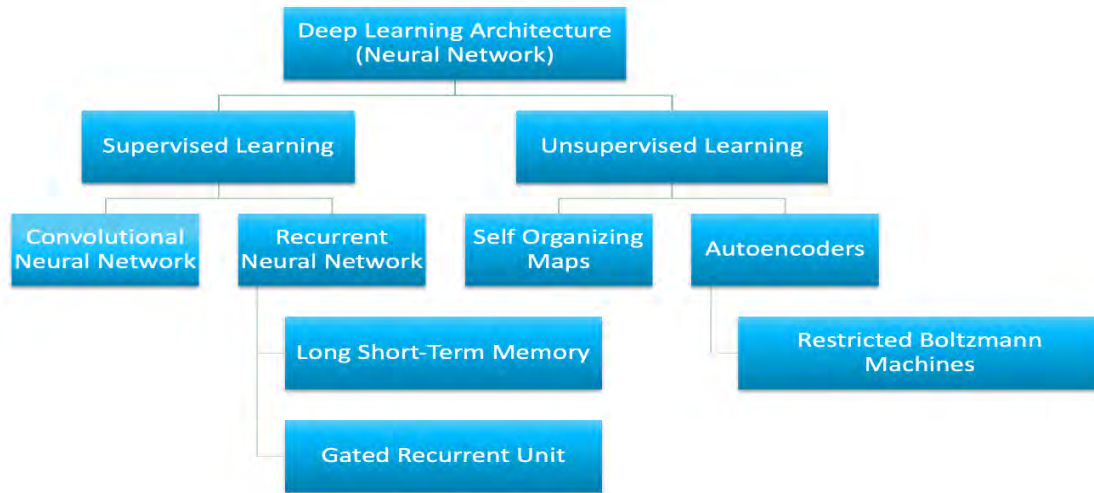 Deep Learning Architecture
(Neural Network)
Supervised Learning
Unsupervised Learning
Convolutional
Neural Network
Recurrent
Neural Network
Self Organizing
Maps
Autoencoders
Long Short-Term Memory
Restricted Boltzmann
Machines
Gated Recurrent Unit